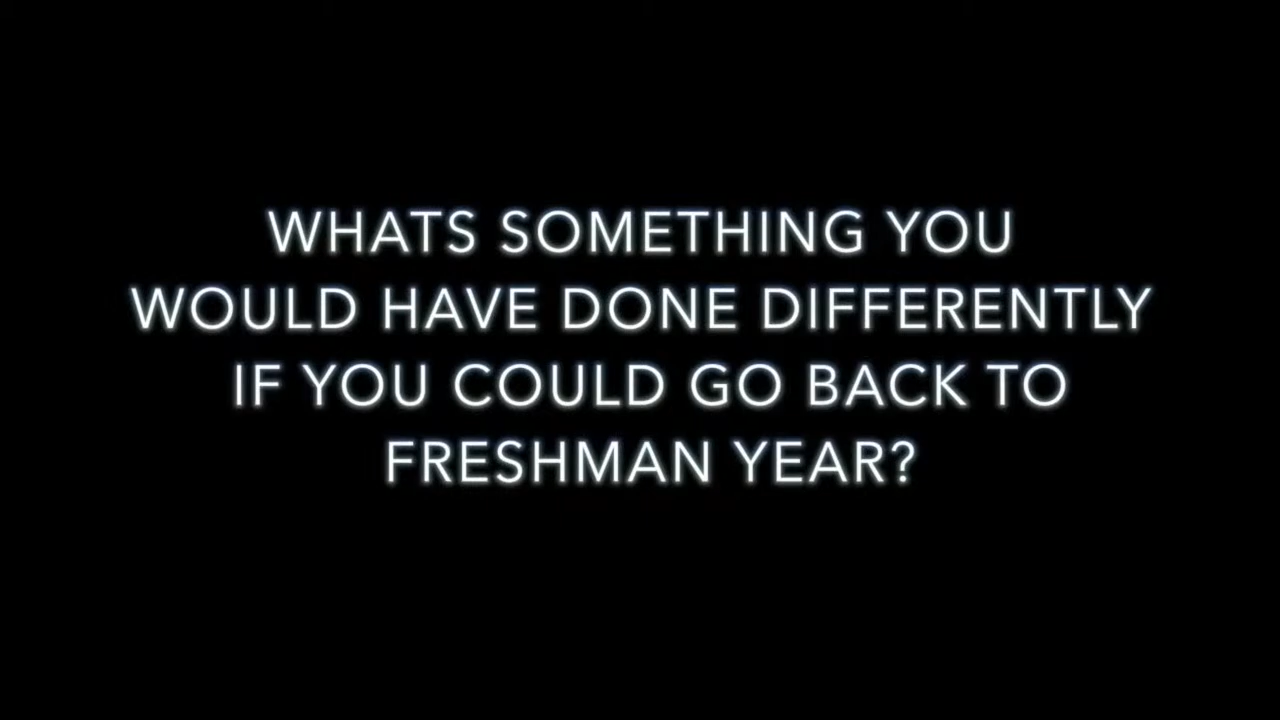 WHATS SOMETHING YOU
WOULD HAVE DONE DIFFERENTLY
IF YOU COULD GO BACK TO
FRESHMAN YEAR?